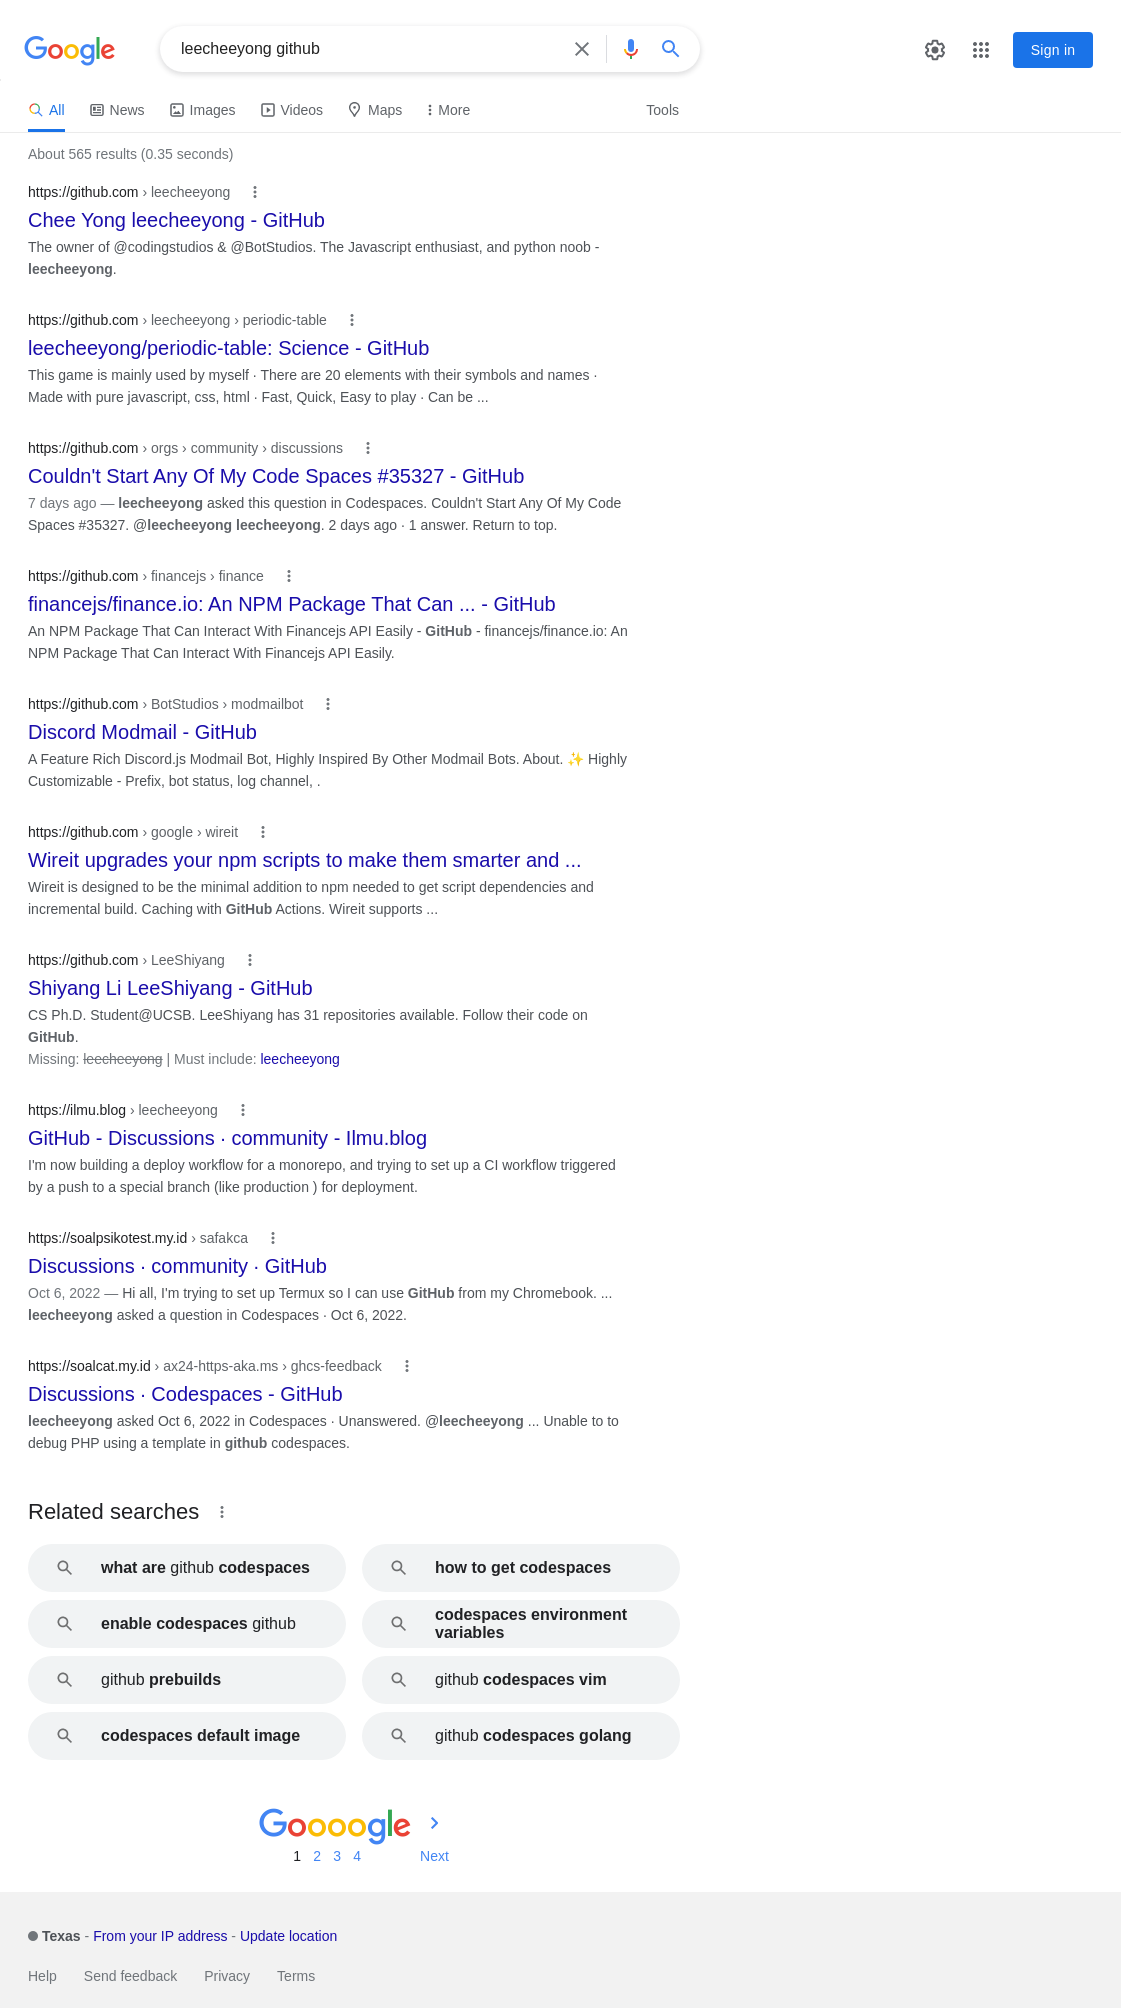 Google
leecheeyong github
Sign in
All News Images Videos Maps More Tools
About 565 results (0.35 seconds)
https://github.com › leecheeyong
Chee Yong leecheeyong - GitHub
The owner of @codingstudios & @BotStudios. The Javascript enthusiast, and python noob -
leecheeyong.
https://github.com › leecheeyong › periodic-table
leecheeyong/periodic-table: Science - GitHub
This game is mainly used by myself · There are 20 elements with their symbols and names ·
Made with pure javascript, css, html · Fast, Quick, Easy to play · Can be ...
https://github.com › orgs › community › discussions
Couldn't Start Any Of My Code Spaces #35327 - GitHub
7 days ago — leecheeyong asked this question in Codespaces. Couldn't Start Any Of My Code
Spaces #35327. @leecheeyong leecheeyong. 2 days ago · 1 answer. Return to top.
https://github.com › financejs › finance
financejs/finance.io: An NPM Package That Can ... - GitHub
An NPM Package That Can Interact With Financejs API Easily - GitHub - financejs/finance.io: An
NPM Package That Can Interact With Financejs API Easily.
https://github.com › BotStudios › modmailbot
Discord Modmail - GitHub
A Feature Rich Discord.js Modmail Bot, Highly Inspired By Other Modmail Bots. About. ✨ Highly
Customizable - Prefix, bot status, log channel, .
https://github.com › google › wireit
Wireit upgrades your npm scripts to make them smarter and ...
Wireit is designed to be the minimal addition to npm needed to get script dependencies and
incremental build. Caching with GitHub Actions. Wireit supports ...
https://github.com › LeeShiyang
Shiyang Li LeeShiyang - GitHub
CS Ph.D. Student@UCSB. LeeShiyang has 31 repositories available. Follow their code on
GitHub.
Missing: leecheeyong | Must include: leecheeyong
https://ilmu.blog › leecheeyong
GitHub - Discussions · community - Ilmu.blog
I'm now building a deploy workflow for a monorepo, and trying to set up a CI workflow triggered
by a push to a special branch (like production ) for deployment.
https://soalpsikotest.my.id › safakca
Discussions · community · GitHub
Oct 6, 2022 — Hi all, I'm trying to set up Termux so I can use GitHub from my Chromebook. ...
leecheeyong asked a question in Codespaces · Oct 6, 2022.
https://soalcat.my.id › ax24-https-aka.ms › ghcs-feedback
Discussions · Codespaces - GitHub
leecheeyong asked Oct 6, 2022 in Codespaces · Unanswered. @leecheeyong ... Unable to to
debug PHP using a template in github codespaces.
Related searches
what are github codespaces
how to get codespaces
enable codespaces github
codespaces environment
variables
github prebuilds
github codespaces vim
codespaces default image
github codespaces golang
Goooogle
1 2 3 4 Next
Texas - From your IP address - Update location
Help Send feedback Privacy Terms